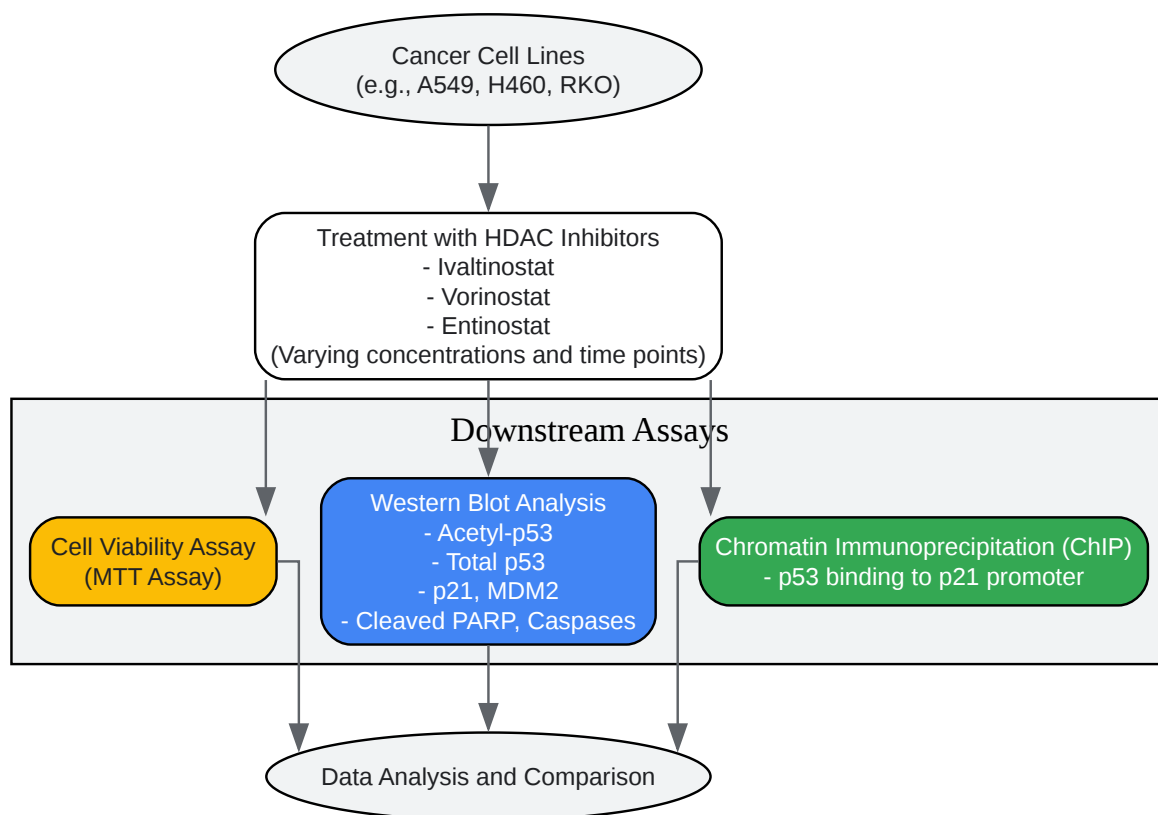 Cancer Cell Lines
(e.g., A549, H460, RKO)
Treatment with HDAC Inhibitors
- Ivaltinostat
- Vorinostat
- Entinostat
(Varying concentrations and time points)
Downstream Assays
Cell Viability Assay
(MTT Assay)
Western Blot Analysis
- Acetyl-p53
- Total p53
- p21, MDM2
- Cleaved PARP, Caspases
Chromatin Immunoprecipitation (ChIP)
- p53 binding to p21 promoter
Data Analysis and Comparison